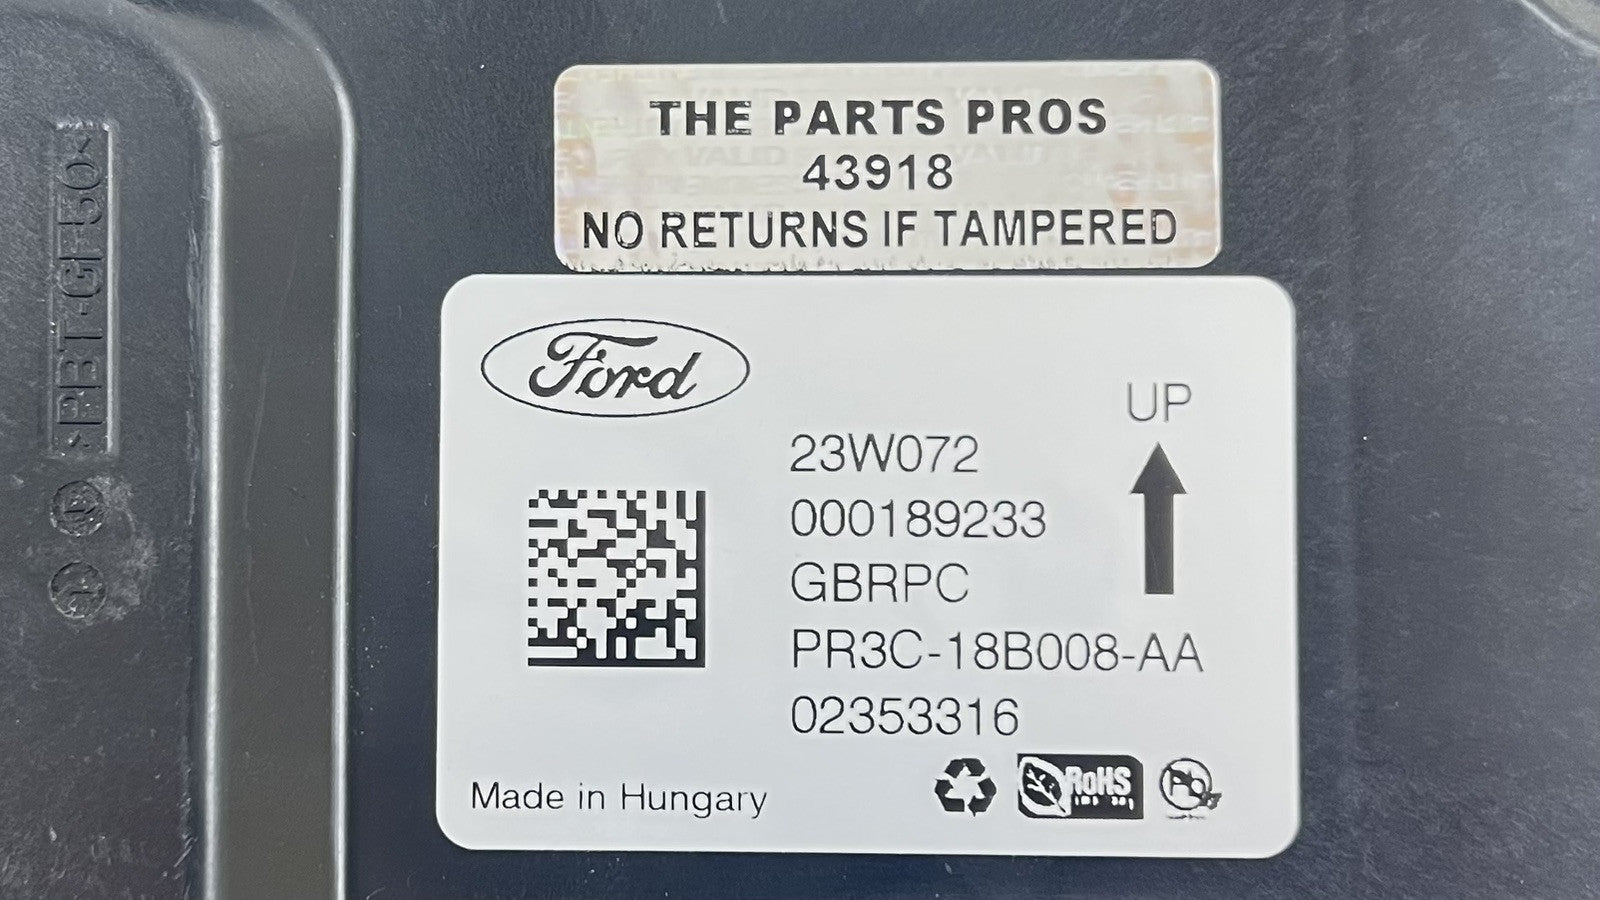 THE PARTS PROS
43918
NO RETURNS IF TAMPERED
Ford
UP
23W072
000189233
GBRPC
PR3C-18B008-AA
02353316
Made in Hungary
RoHS
Pb
>PBT-GF50<